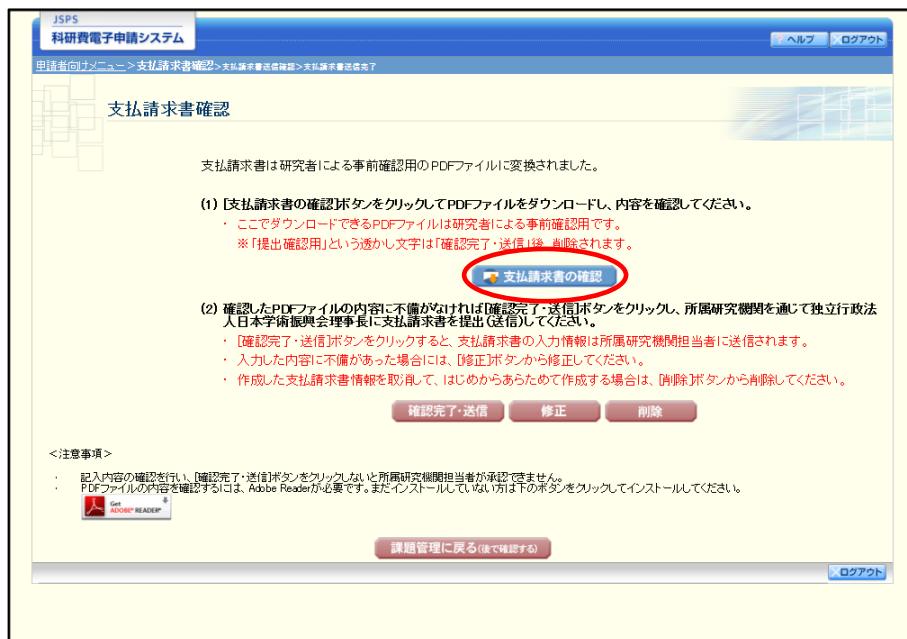 JSPS
科研費電子申請システム
ヘルプ
ログアウト
申請者向けメニュー>支払請求書確認>支払請求書送信確認>支払請求書送信完了
支払請求書確認
支払請求書は研究者による事前確認用のPDFファイルに変換されました。
(1) [支払請求書の確認]ボタンをクリックしてPDFファイルをダウンロードし、内容を確認してください。
・ ここでダウンロードできるPDFファイルは研究者による事前確認用です。
※「提出確認用」という透かし文字は「確認完了・送信」後、削除されます。
支払請求書の確認
(2) 確認したPDFファイルの内容に不備がなければ[確認完了・送信]ボタンをクリックし、所属研究機関を通じて独立行政法
人日本学術振興会理事長に支払請求書を提出(送信)してください。
・ [確認完了・送信]ボタンをクリックすると、支払請求書の入力情報は所属研究機関担当者に送信されます。
・ 入力した内容に不備があった場合には、[修正]ボタンから修正してください。
・ 作成した支払請求書情報を取消して、はじめからあらためて作成する場合は、[削除]ボタンから削除してください。
確認完了・送信
修正
削除
<注意事項>
・ 記入内容の確認を行い、[確認完了・送信]ボタンをクリックしないと所属研究機関担当者が承認できません。
・ PDFファイルの内容を確認するには、Adobe Readerが必要です。まだインストールしていない方は下のボタンをクリックしてインストールしてください。
Get
ADOBE® READER®
課題管理に戻る(後で確認する)
ログアウト